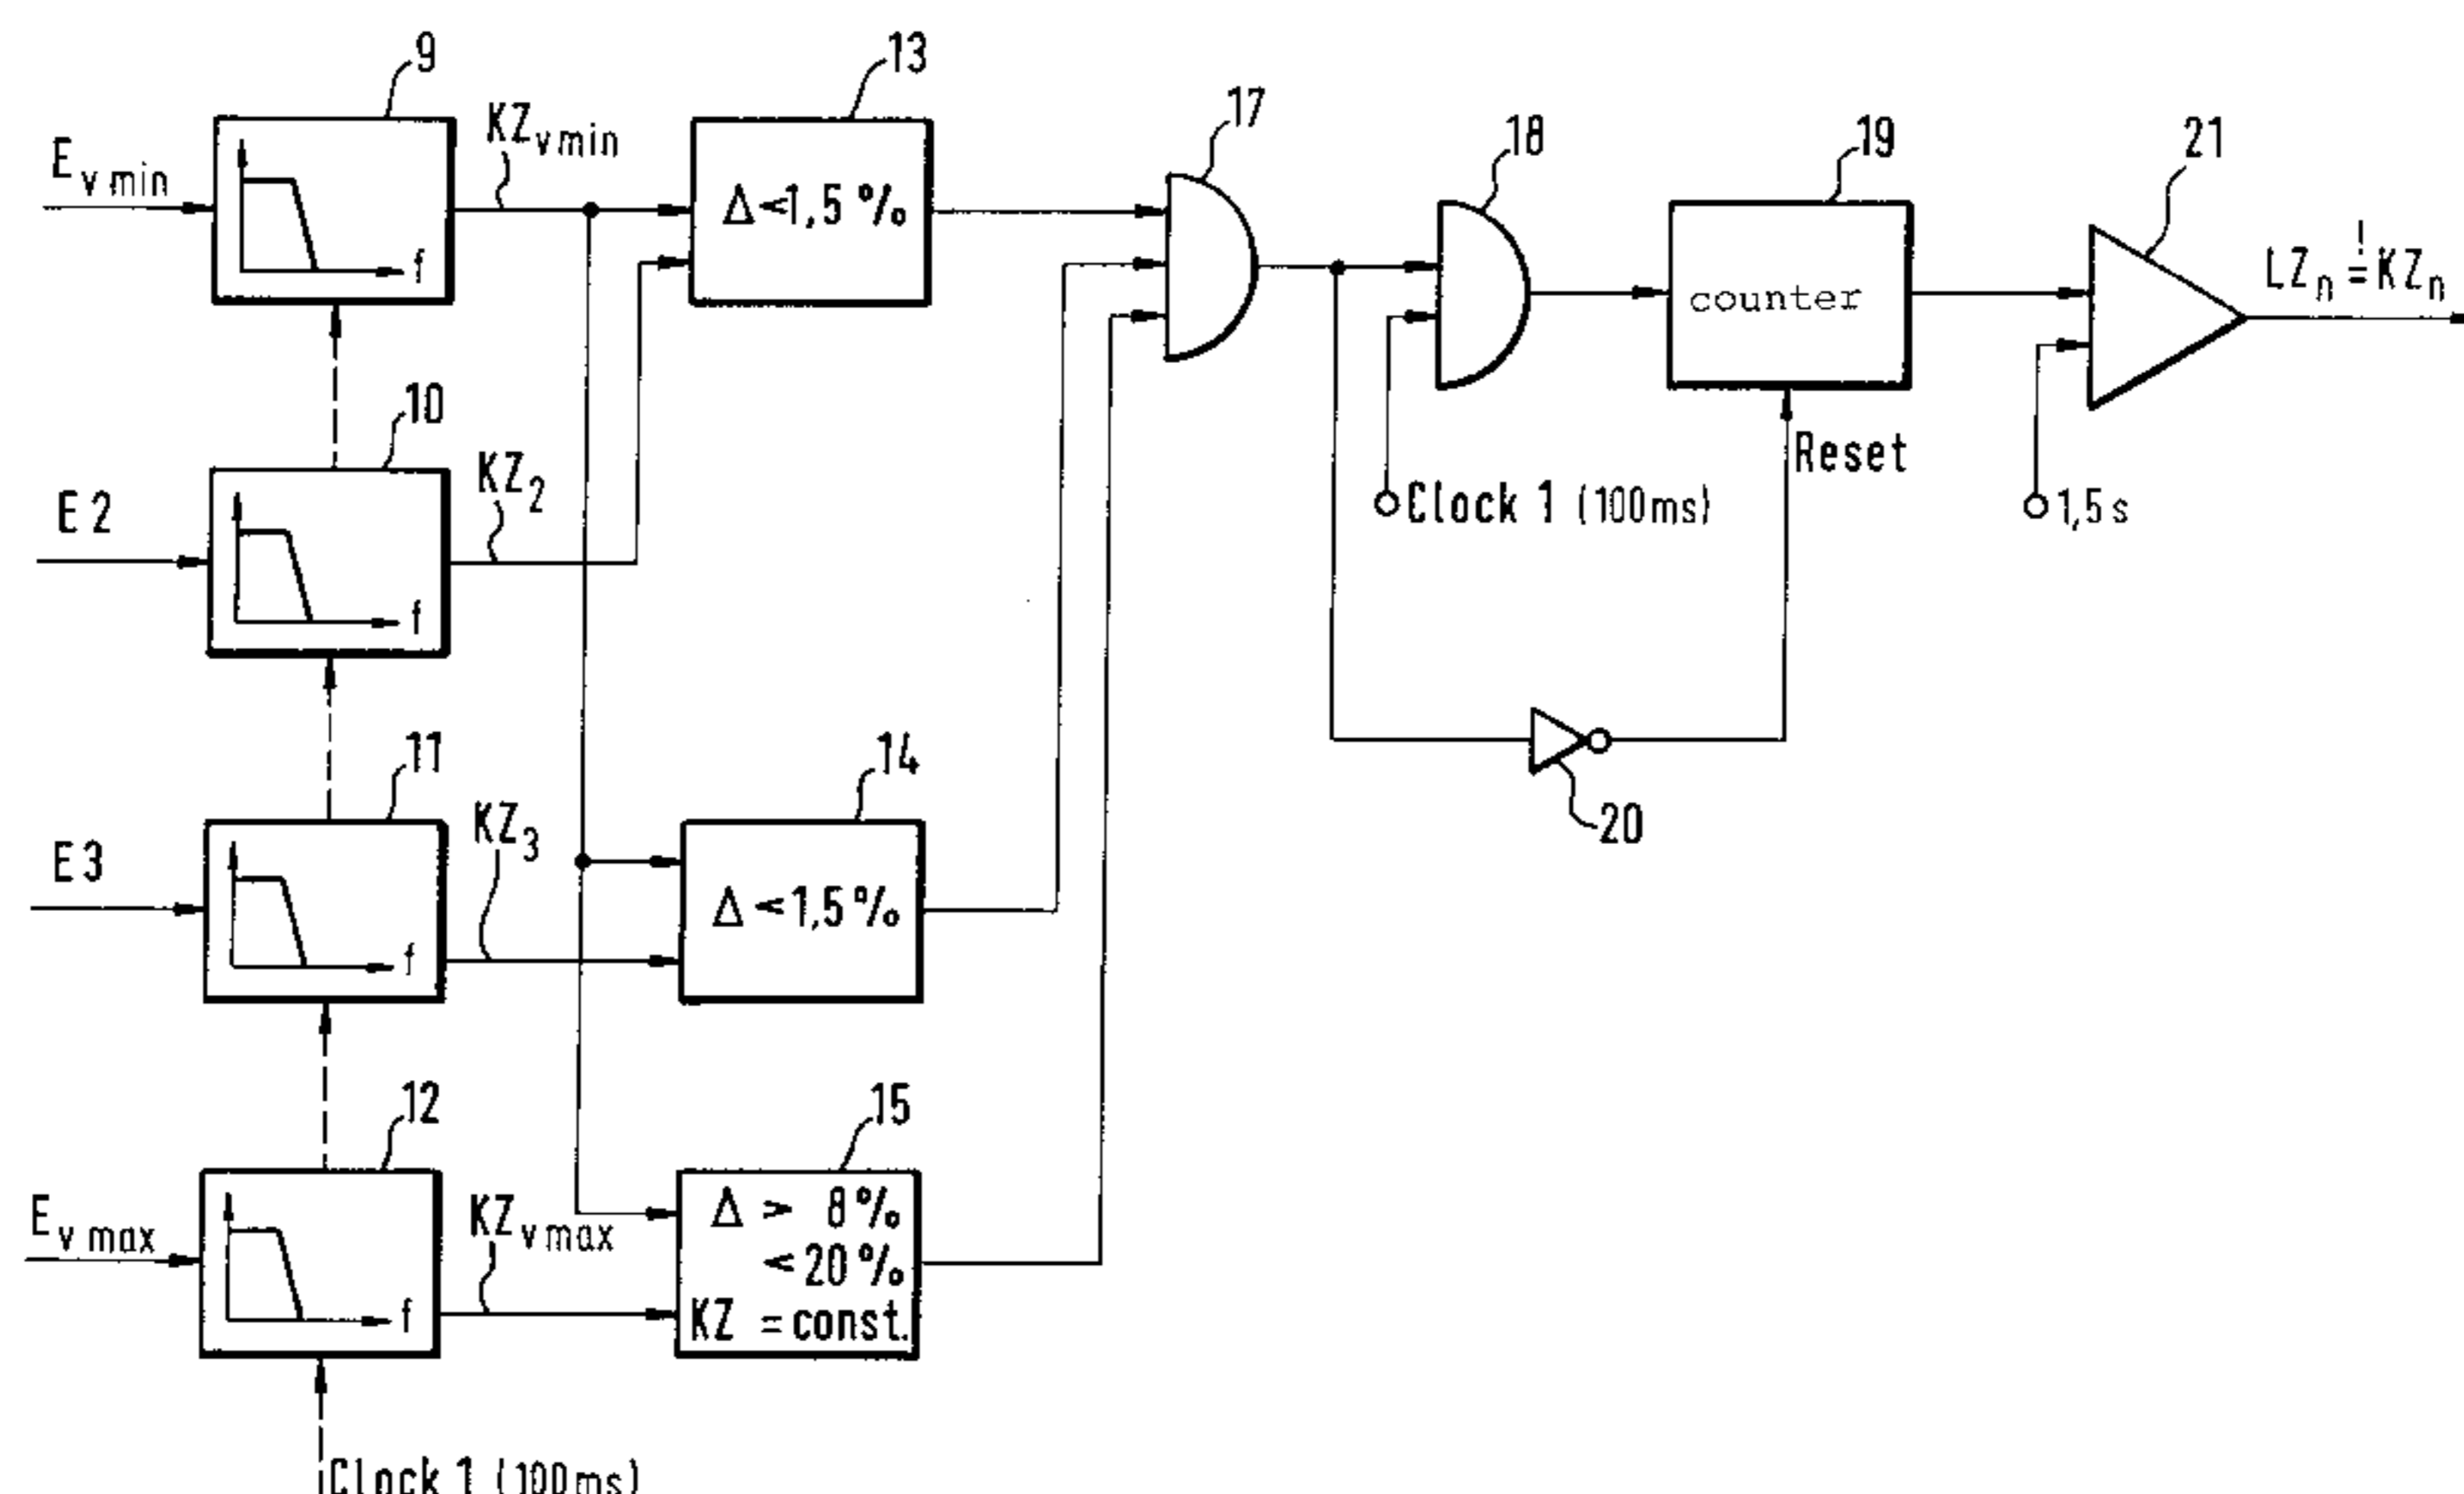 9
13
17
18
19
21
E v min
f
KZ vmin
Δ < 1,5 %
counter
LZ n ! = KZ n
10
Reset
E 2
f
KZ 2
Clock 1 (100ms)
1,5 s
11
14
20
E 3
f
KZ 3
Δ < 1,5 %
12
15
E v max
f
KZ v max
Δ > 8 %
< 20 %
KZ = const.
Clock 1 (100ms)